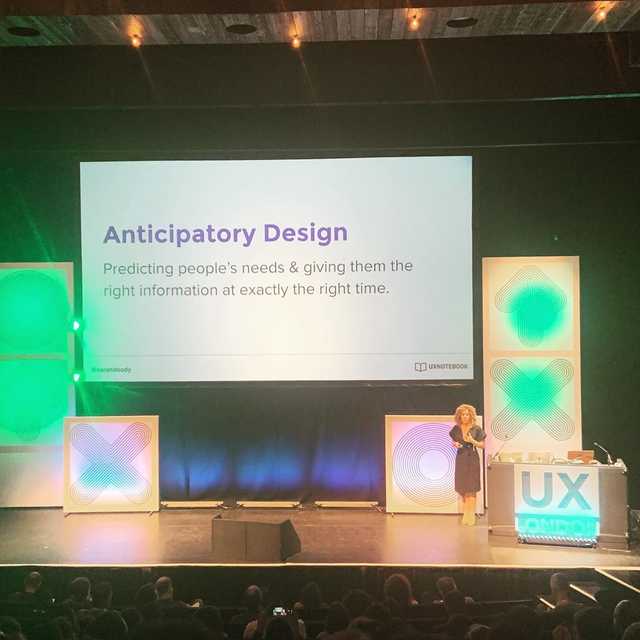 Anticipatory Design
Predicting people's needs & giving them the
right information at exactly the right time.
@sarahdoody
UXNOTEBOOK
UX
LONDON